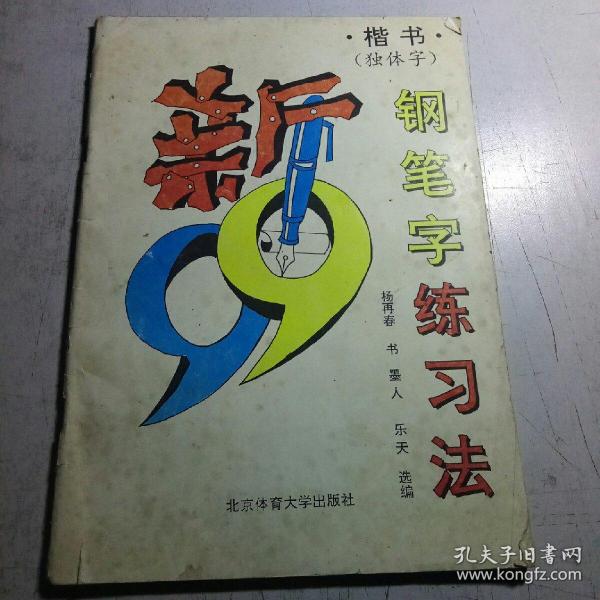 ·楷书·
（独体字）
新99
钢笔字练习法
杨再春 书
墨人 乐天 选编
北京体育大学出版社
孔夫子旧书网
www.kongfz.com